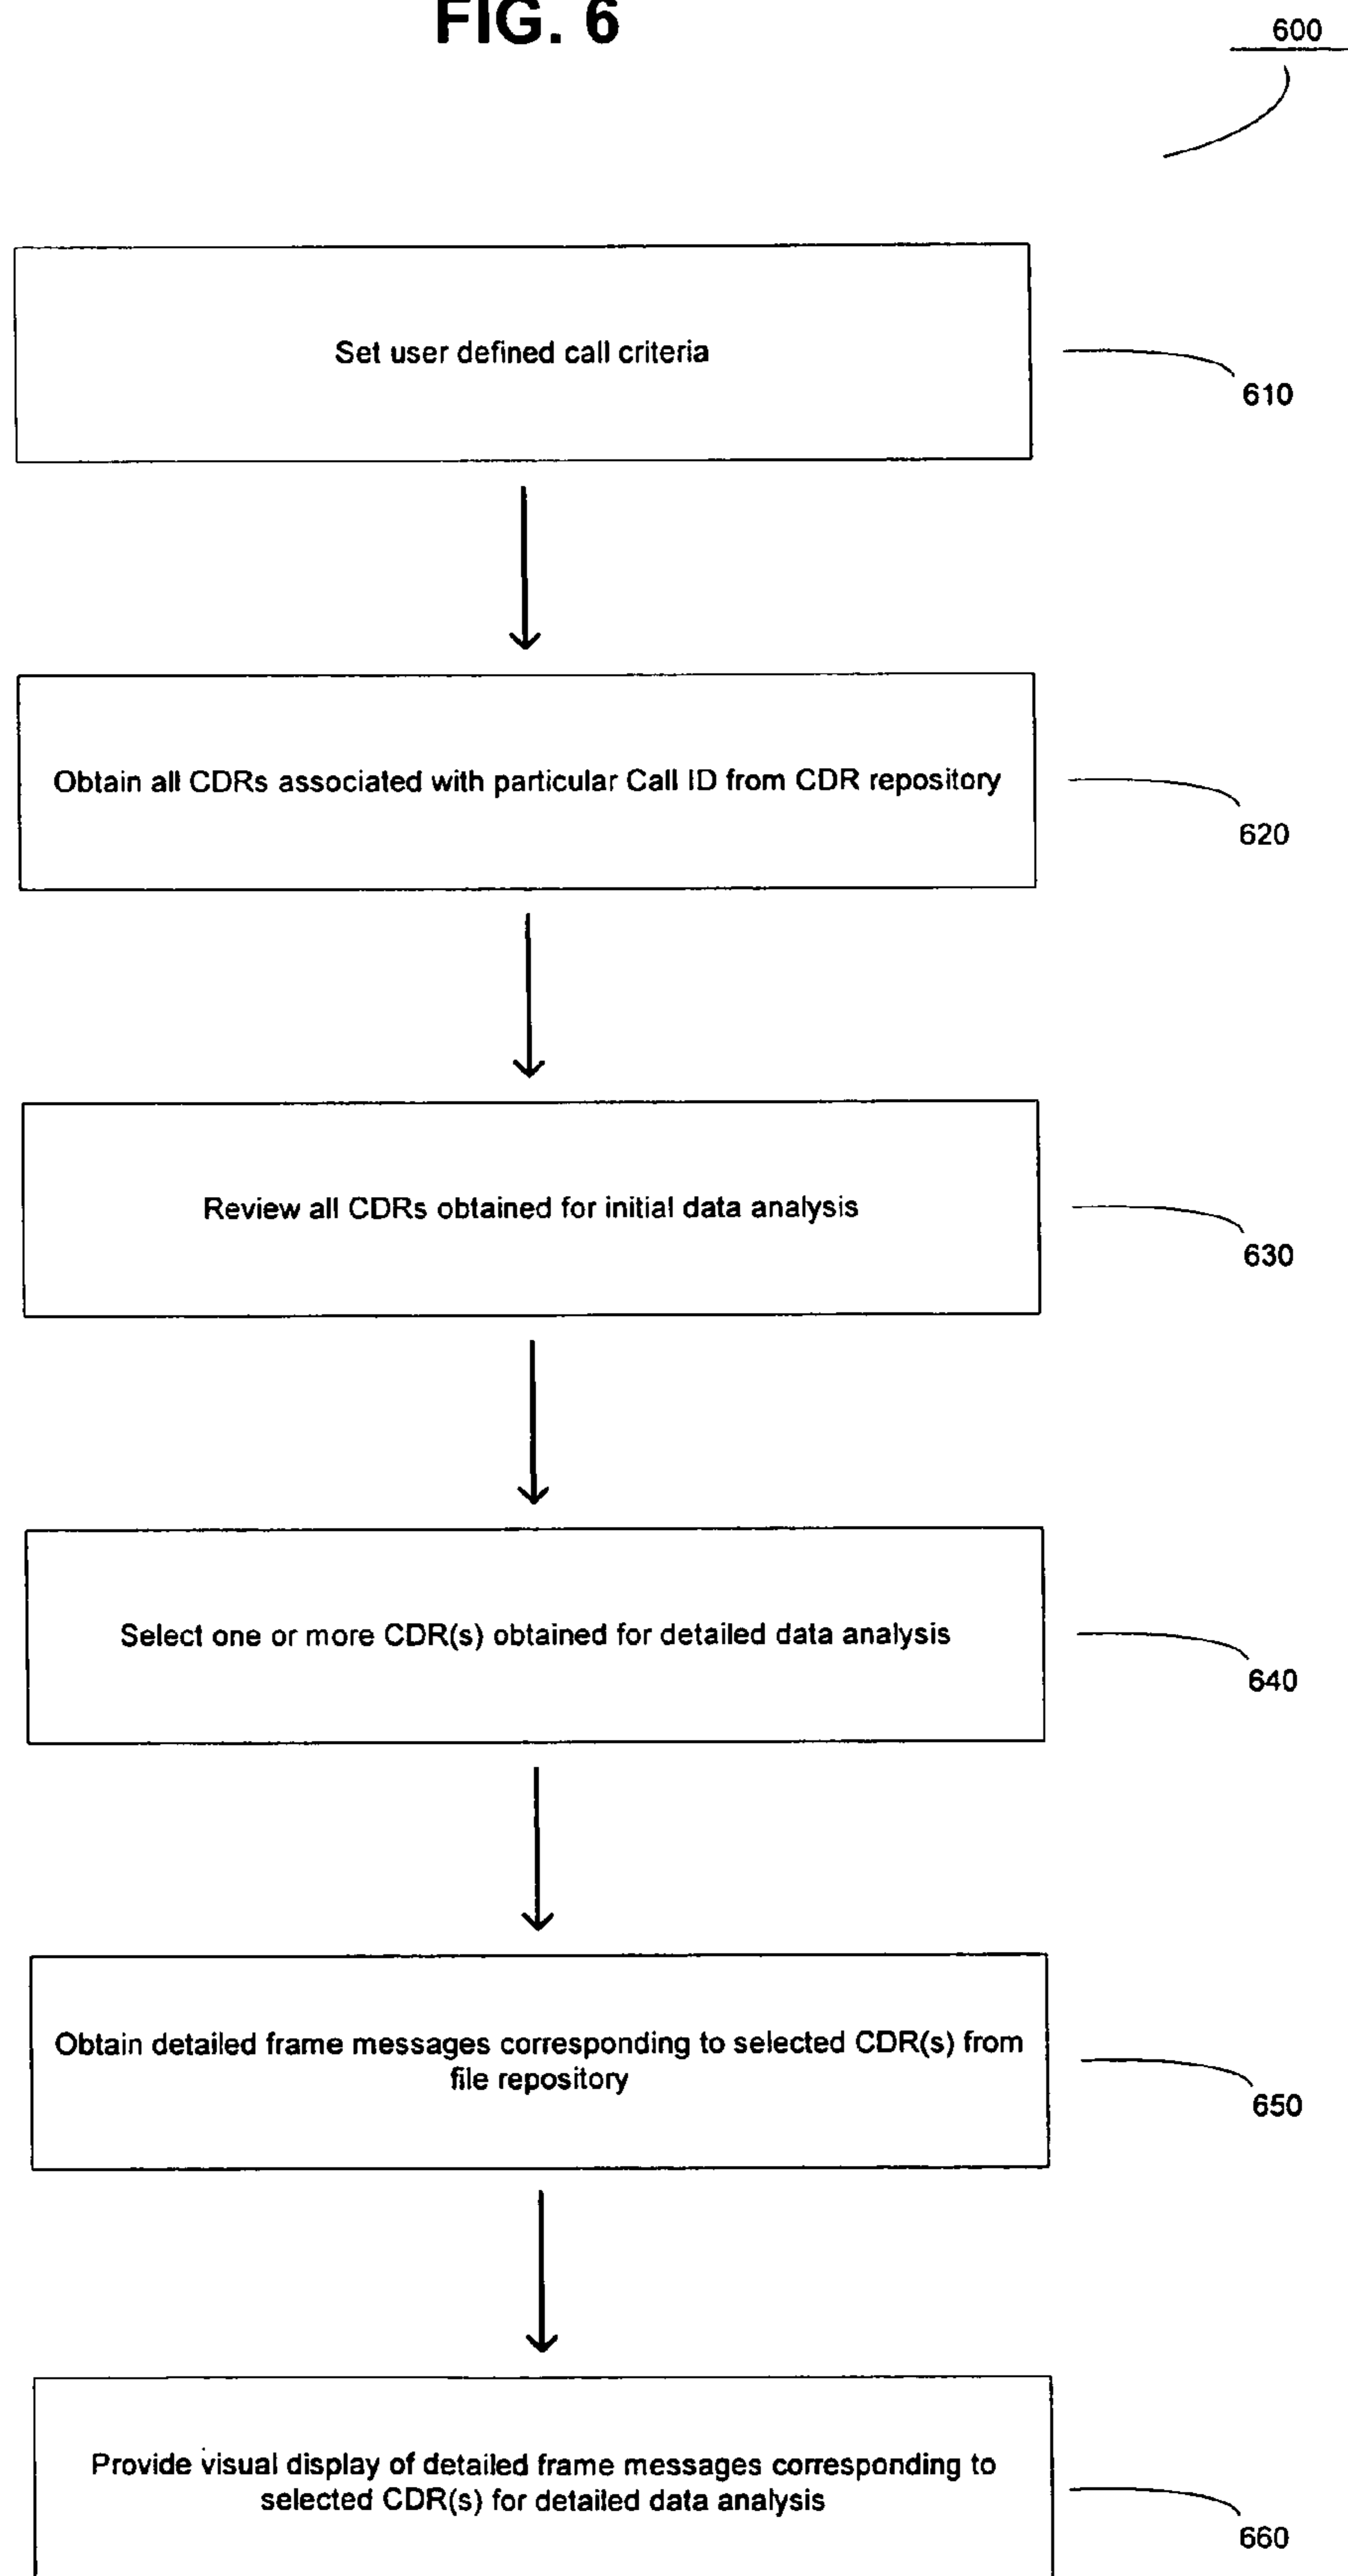 FIG. 6
600
Set user defined call criteria
610
Obtain all CDRs associated with particular Call ID from CDR repository
620
Review all CDRs obtained for initial data analysis
630
Select one or more CDR(s) obtained for detailed data analysis
640
Obtain detailed frame messages corresponding to selected CDR(s) from
file repository
650
Provide visual display of detailed frame messages corresponding to
selected CDR(s) for detailed data analysis
660